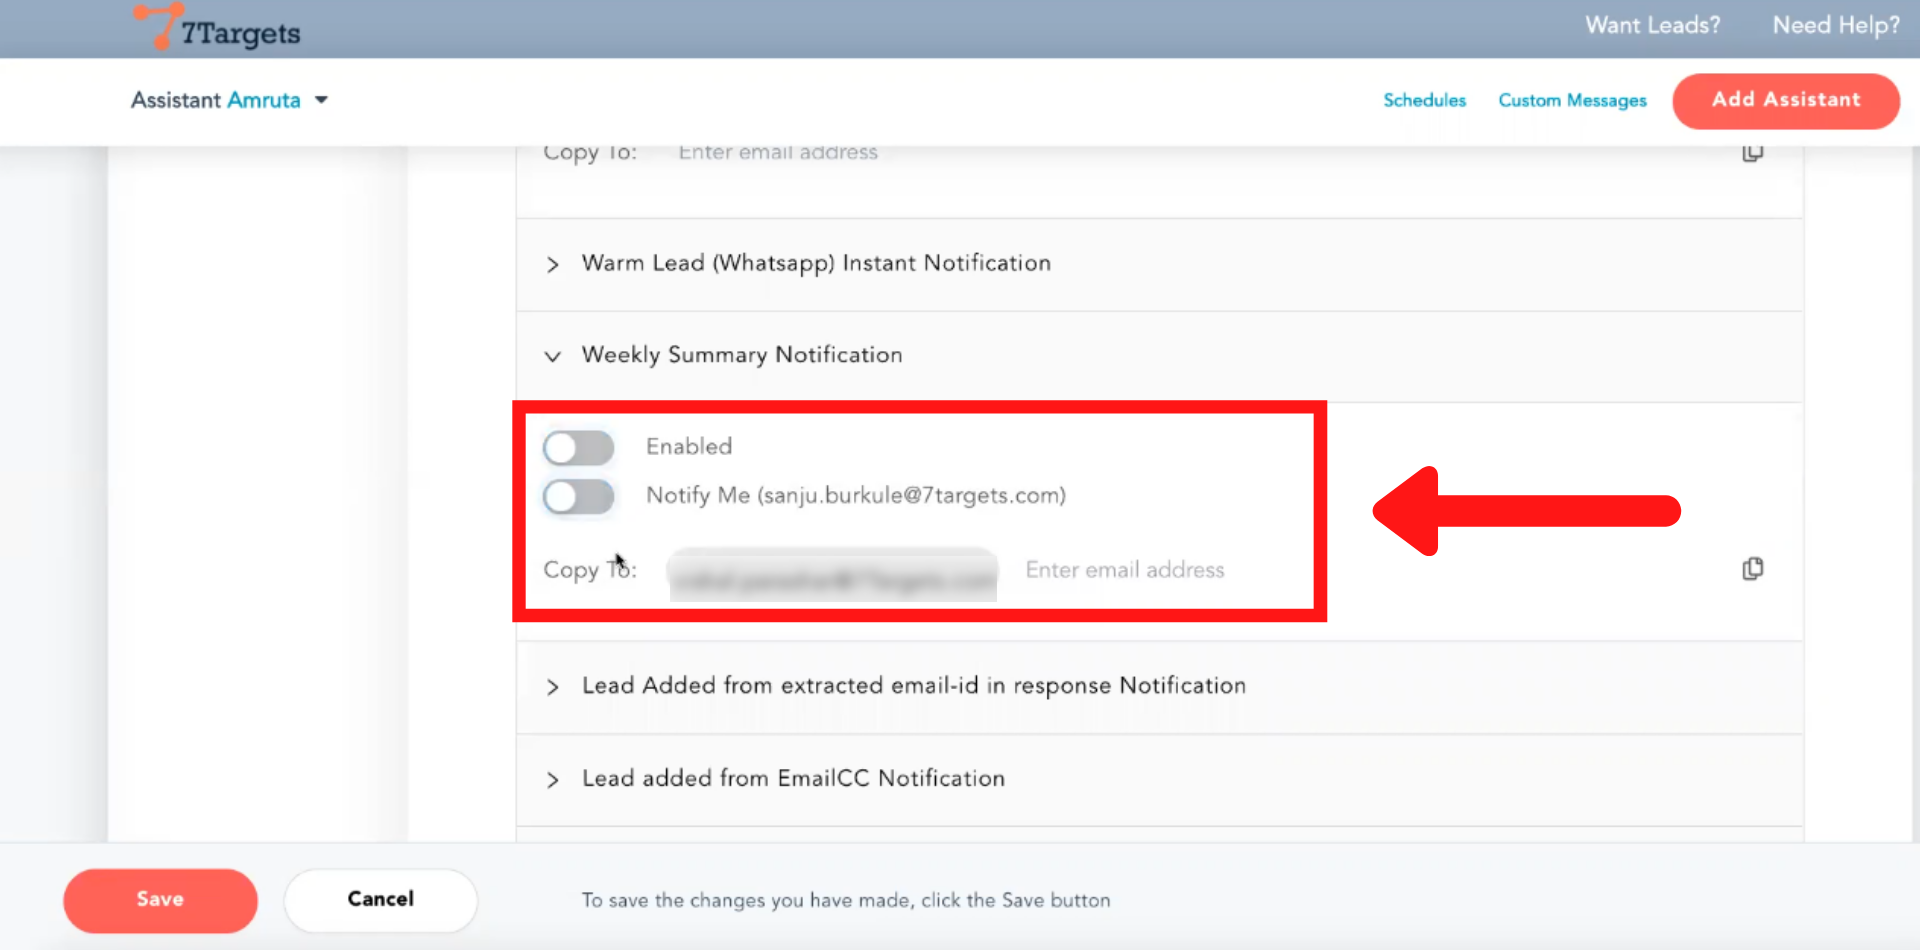 7Targets
Want Leads? Need Help?
Assistant Amruta
Schedules Custom Messages Add Assistant
Copy To: Enter email address
Warm Lead (Whatsapp) Instant Notification
Weekly Summary Notification
Enabled
Notify Me (sanju.burkule@7targets.com)
Copy To: Enter email address
Lead Added from extracted email-id in response Notification
Lead added from EmailCC Notification
Save Cancel To save the changes you have made, click the Save button